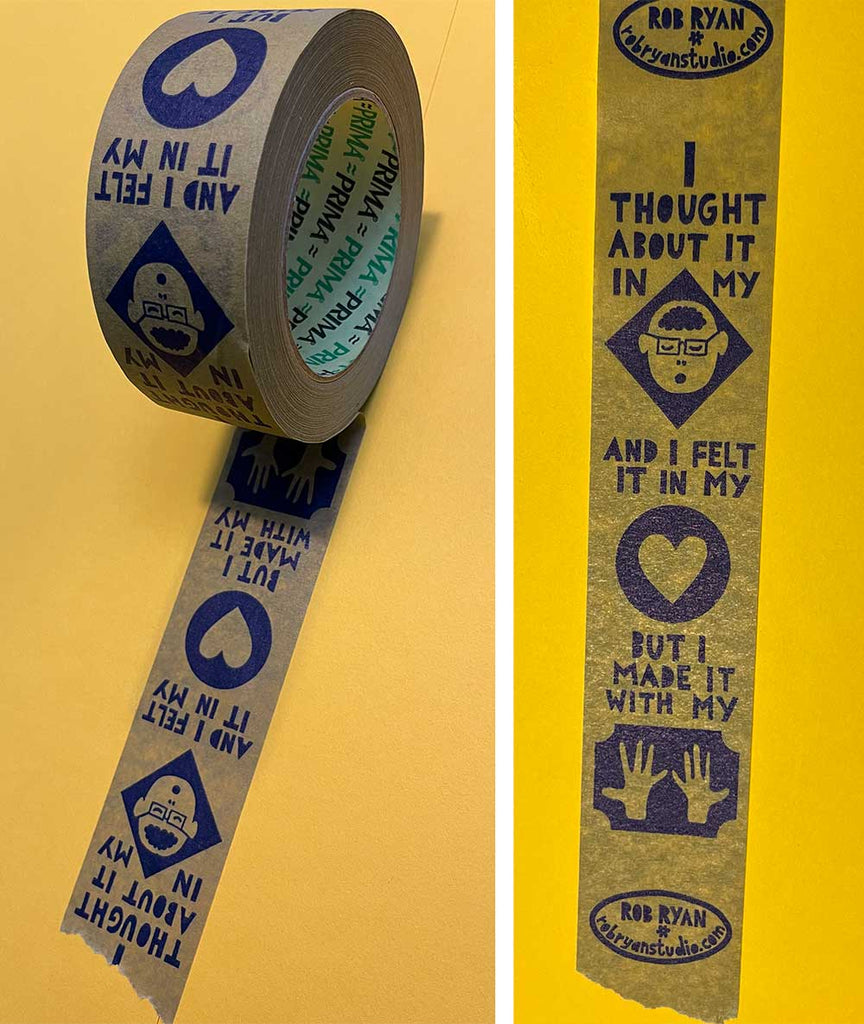 I
THOUGHT
ABOUT IT
IN MY
AND I FELT
IT IN MY
BUT I
MADE IT
WITH MY
THOUGHT
ABOUT IT
IN MY
AND I FELT
IT IN MY
BUT I
≈PRIMA
≈PRIMA
≈PRIMA
≈PRIMA
≈PRIMA
ROB RYAN
*
robryanstudio.com
I
THOUGHT
ABOUT IT
IN MY
AND I FELT
IT IN MY
BUT I
MADE IT
WITH MY
ROB RYAN
*
robryanstudio.com